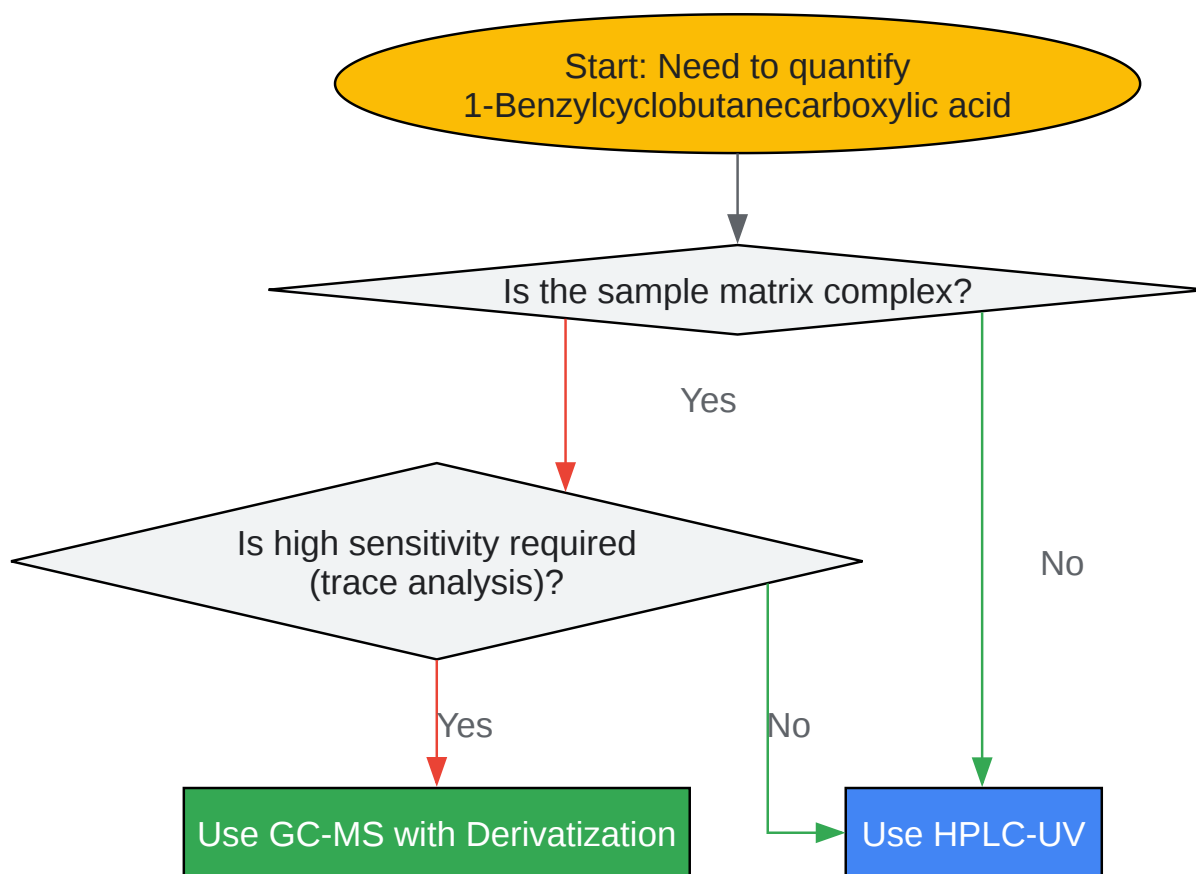 Start: Need to quantify
1-Benzylcyclobutanecarboxylic acid
Is the sample matrix complex?
Yes
Is high sensitivity required
(trace analysis)?
No
Yes
No
Use GC-MS with Derivatization
Use HPLC-UV